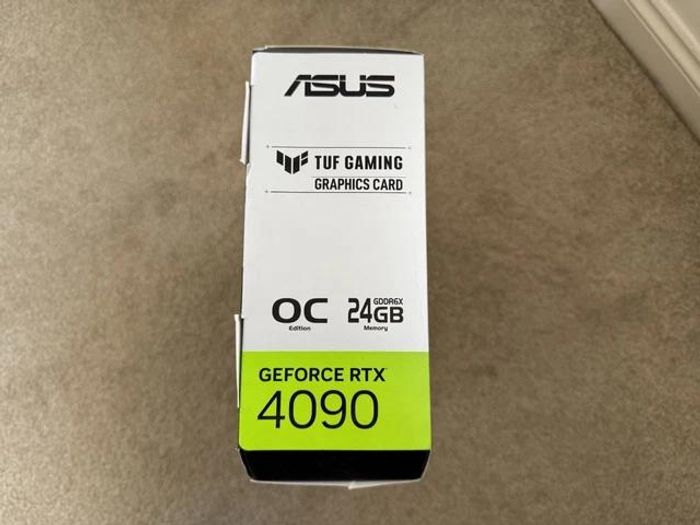 ASUS
TUF GAMING
GRAPHICS CARD
OC 24GB GDDR6X
Edition Memory
GEFORCE RTX
4090